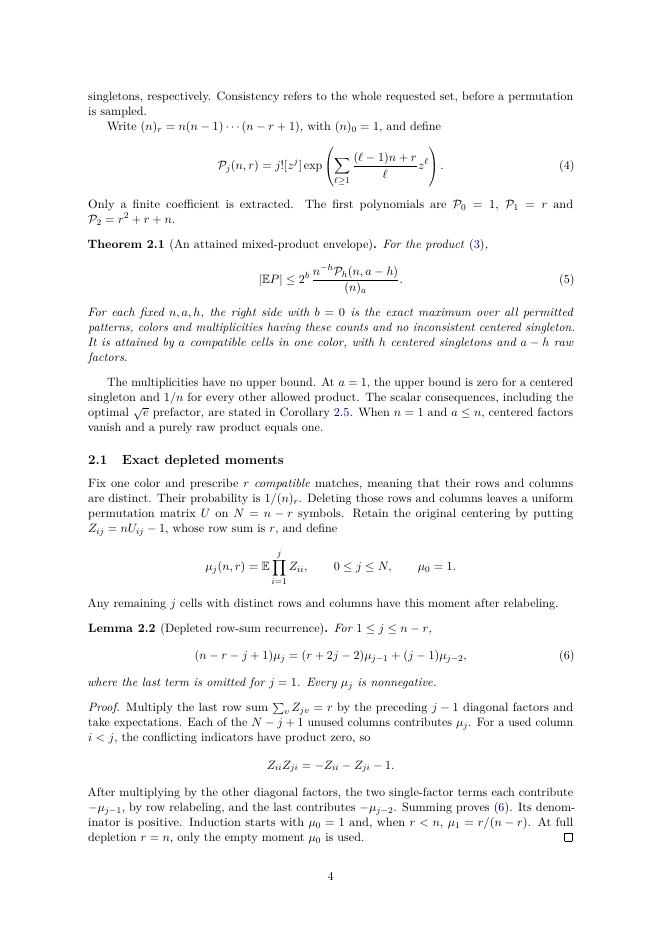 singletons, respectively. Consistency refers to the whole requested set, before a permutation
is sampled.
Write (n)_r = n(n − 1) · · · (n − r + 1), with (n)_0 = 1, and define
𝒫_j(n, r) = j![z^j] exp ( ∑_{ℓ≥1} ((ℓ − 1)n + r)/ℓ z^ℓ ) . (4)
Only a finite coefficient is extracted. The first polynomials are 𝒫_0 = 1, 𝒫_1 = r and
𝒫_2 = r^2 + r + n.
Theorem 2.1 (An attained mixed-product envelope). For the product (3),
|𝔼P| ≤ 2^b (n^{−h}𝒫_h(n, a − h))/((n)_a). (5)
For each fixed n, a, h, the right side with b = 0 is the exact maximum over all permitted
patterns, colors and multiplicities having these counts and no inconsistent centered singleton.
It is attained by a compatible cells in one color, with h centered singletons and a − h raw
factors.
The multiplicities have no upper bound. At a = 1, the upper bound is zero for a centered
singleton and 1/n for every other allowed product. The scalar consequences, including the
optimal √e prefactor, are stated in Corollary 2.5. When n = 1 and a ≤ n, centered factors
vanish and a purely raw product equals one.
2.1 Exact depleted moments
Fix one color and prescribe r compatible matches, meaning that their rows and columns
are distinct. Their probability is 1/(n)_r. Deleting those rows and columns leaves a uniform
permutation matrix U on N = n − r symbols. Retain the original centering by putting
Z_{ij} = nU_{ij} − 1, whose row sum is r, and define
μ_j(n, r) = 𝔼 ∏_{i=1}^{j} Z_{ii}, 0 ≤ j ≤ N, μ_0 = 1.
Any remaining j cells with distinct rows and columns have this moment after relabeling.
Lemma 2.2 (Depleted row-sum recurrence). For 1 ≤ j ≤ n − r,
(n − r − j + 1)μ_j = (r + 2j − 2)μ_{j−1} + (j − 1)μ_{j−2}, (6)
where the last term is omitted for j = 1. Every μ_j is nonnegative.
Proof. Multiply the last row sum ∑_v Z_{jv} = r by the preceding j − 1 diagonal factors and
take expectations. Each of the N − j + 1 unused columns contributes μ_j. For a used column
i < j, the conflicting indicators have product zero, so
Z_{ii}Z_{ji} = −Z_{ii} − Z_{ji} − 1.
After multiplying by the other diagonal factors, the two single-factor terms each contribute
−μ_{j−1}, by row relabeling, and the last contributes −μ_{j−2}. Summing proves (6). Its denom-
inator is positive. Induction starts with μ_0 = 1 and, when r < n, μ_1 = r/(n − r). At full
depletion r = n, only the empty moment μ_0 is used. □
4